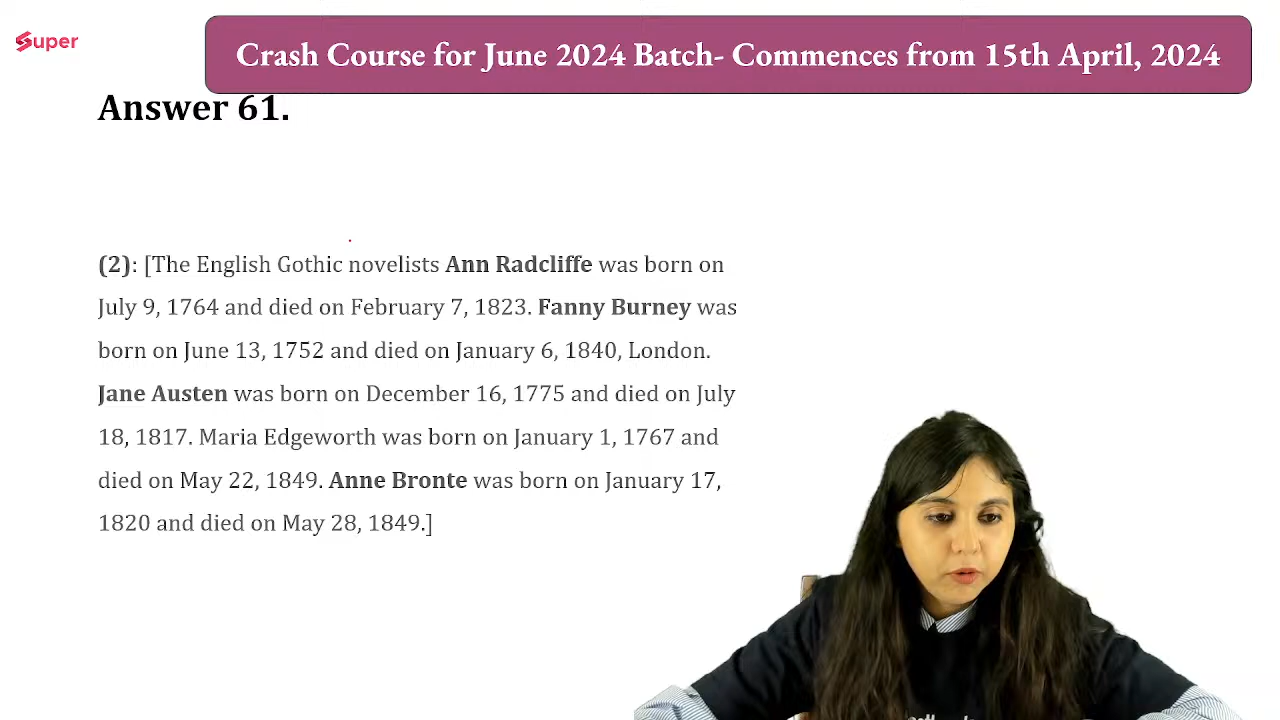 Super
Crash Course for June 2024 Batch- Commences from 15th April, 2024
Answer 61.
(2): [The English Gothic novelists Ann Radcliffe was born on
July 9, 1764 and died on February 7, 1823. Fanny Burney was
born on June 13, 1752 and died on January 6, 1840, London.
Jane Austen was born on December 16, 1775 and died on July
18, 1817. Maria Edgeworth was born on January 1, 1767 and
died on May 22, 1849. Anne Bronte was born on January 17,
1820 and died on May 28, 1849.]